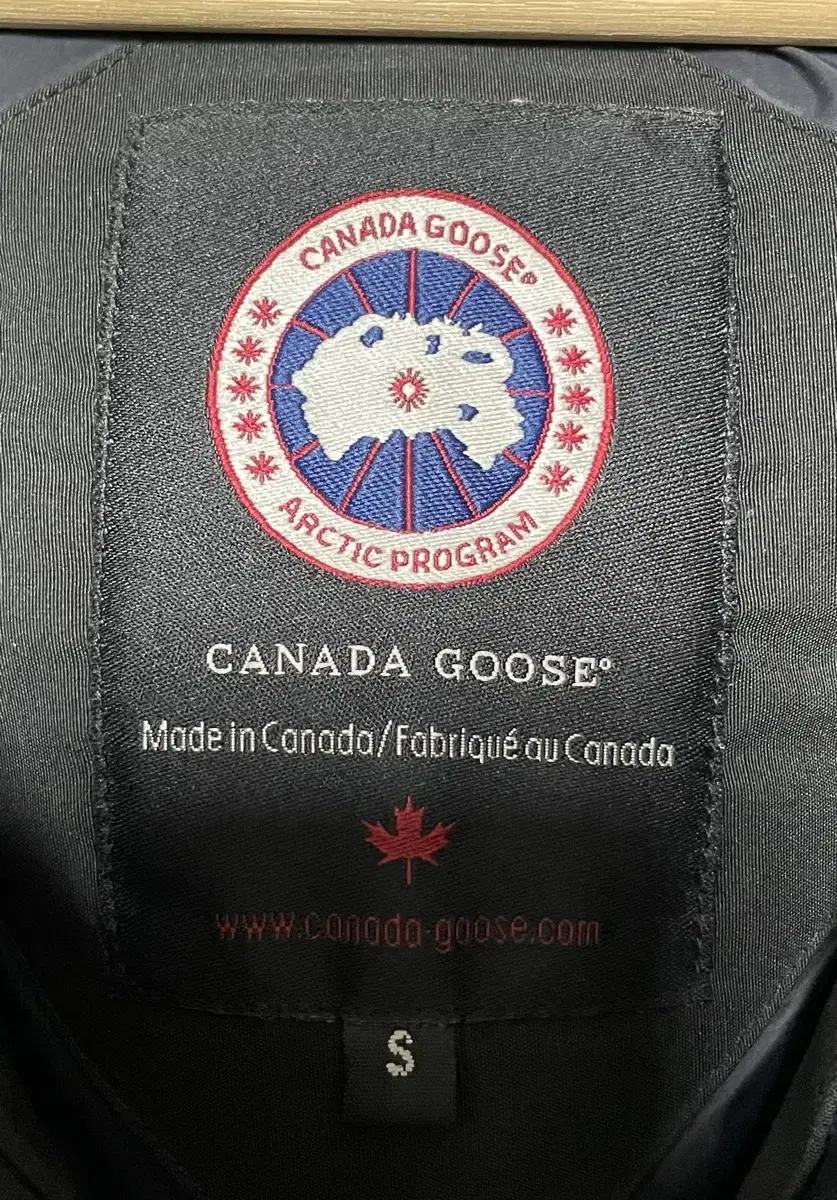 CANADA GOOSE®
ARCTIC PROGRAM
CANADA GOOSE®
Made in Canada/Fabriqué au Canada
www.canada-goose.com
S